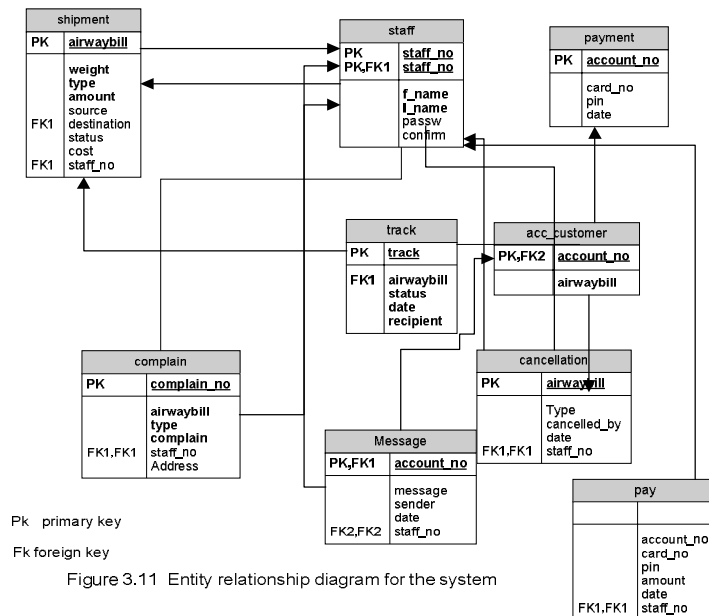 shipment
PK airwaybill
weight
type
amount
source
FK1 destination
status
cost
FK1 staff_no
staff
PK staff_no
PK,FK1 staff_no
f_name
l_name
passw
confirm
payment
PK account_no
card_no
pin
date
track
PK track
FK1 airwaybill
status
date
recipient
acc_customer
PK,FK2 account_no
airwaybill
complain
PK complain_no
airwaybill
type
complain
FK1,FK1 staff_no
Address
cancellation
PK airwaybill
Type
cancelled_by
date
FK1,FK1 staff_no
Message
PK,FK1 account_no
message
sender
date
FK2,FK2 staff_no
pay
account_no
card_no
pin
amount
date
FK1,FK1 staff_no
Pk primary key
Fk foreign key
Figure 3.11 Entity relationship diagram for the system